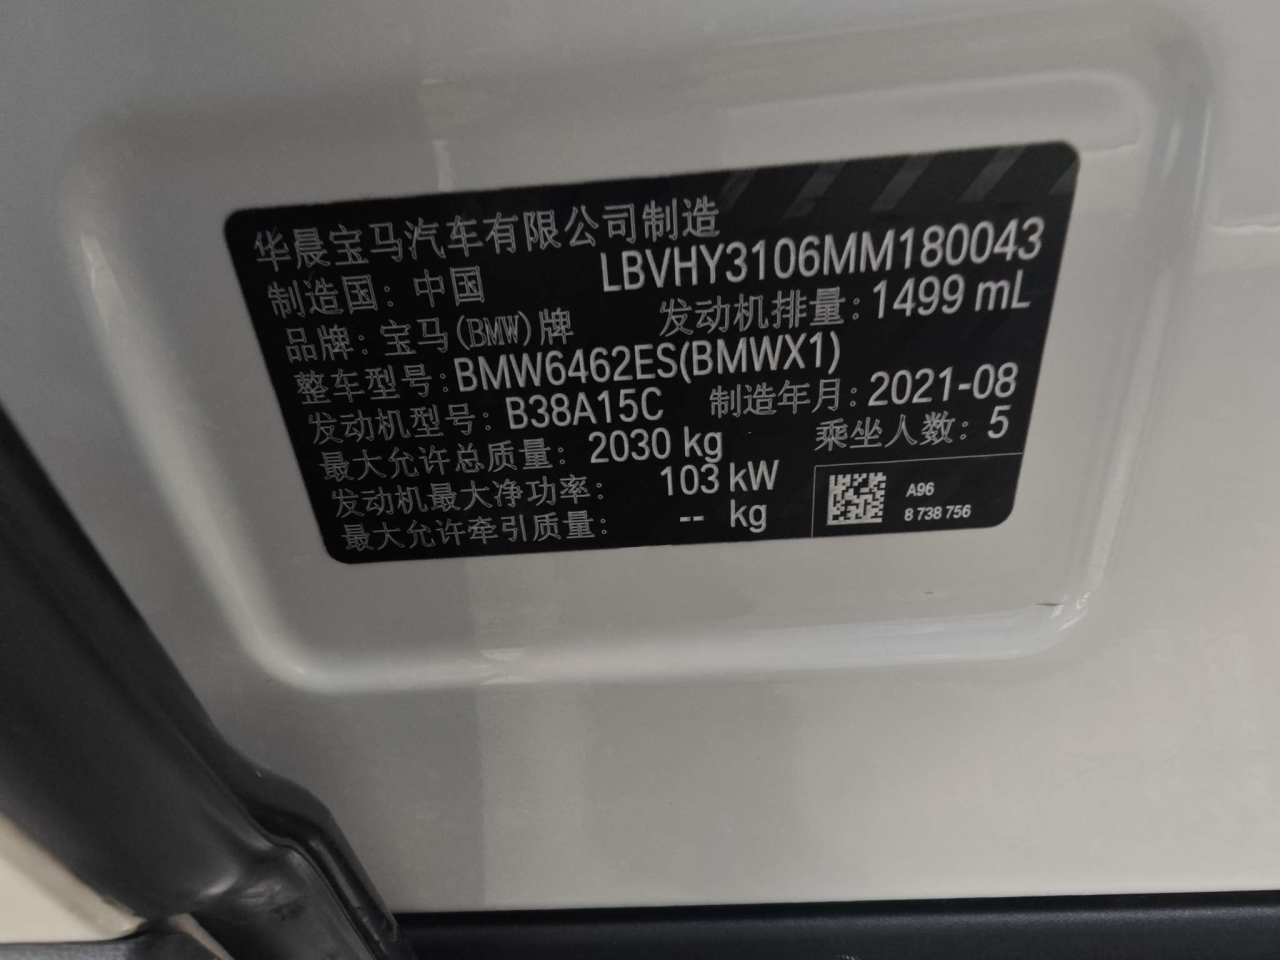 华晨宝马汽车有限公司制造
制造国：中国 LBVHY3106MM180043
品牌：宝马(BMW)牌 发动机排量：1499 mL
整车型号：BMW6462ES(BMWX1)
发动机型号：B38A15C 制造年月：2021-08
最大允许总质量：2030 kg 乘坐人数：5
发动机最大净功率：103 kW
最大允许牵引质量：-- kg
A96
8 738 756